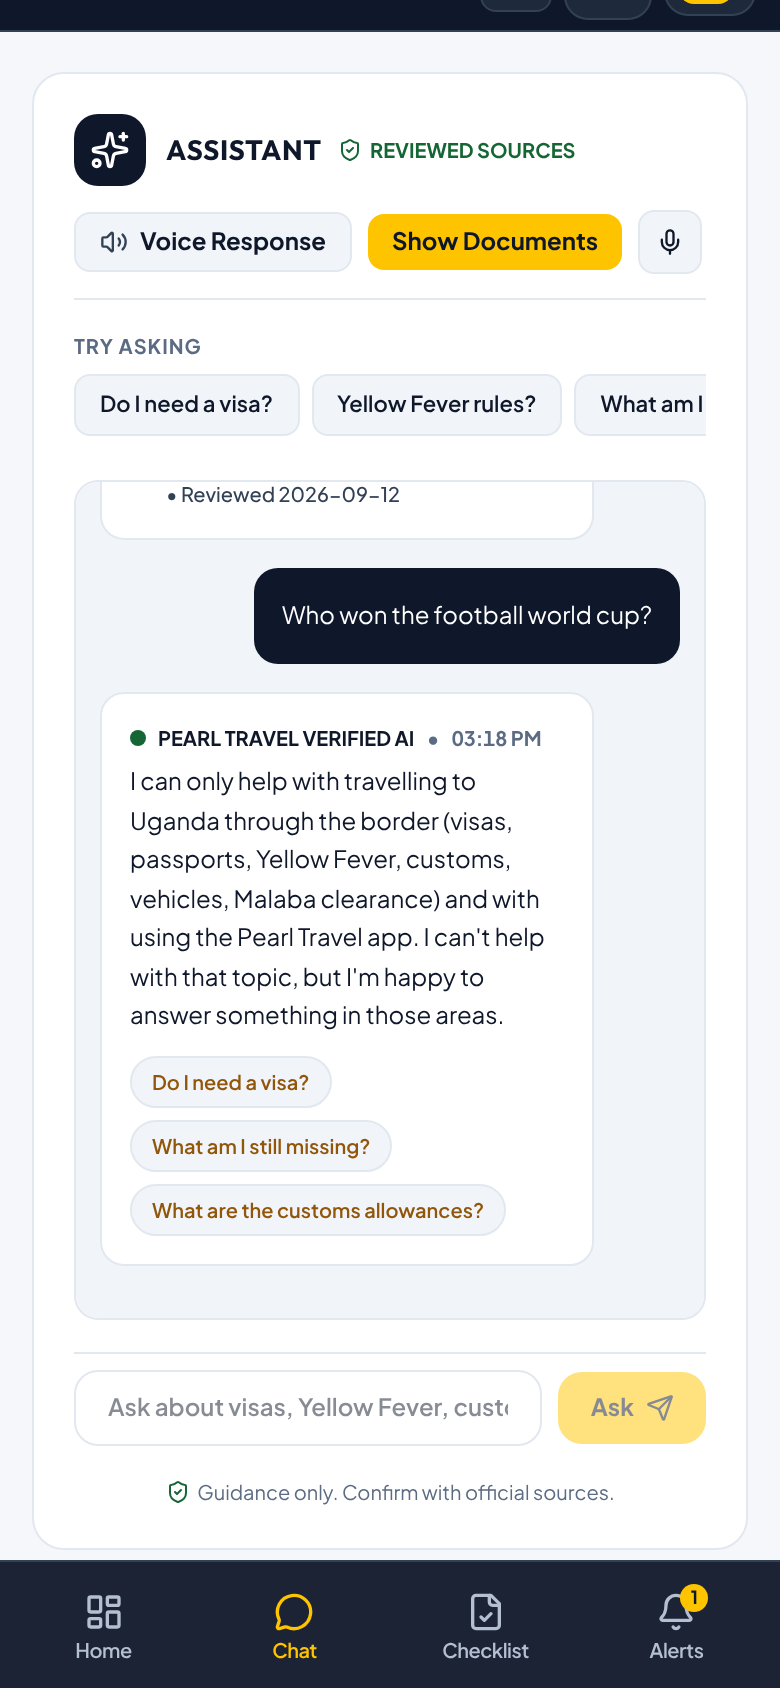 ASSISTANT REVIEWED SOURCES
Voice Response Show Documents
TRY ASKING
Do I need a visa? Yellow Fever rules? What am I
• Reviewed 2026-09-12
Who won the football world cup?
PEARL TRAVEL VERIFIED AI • 03:18 PM
I can only help with travelling to
Uganda through the border (visas,
passports, Yellow Fever, customs,
vehicles, Malaba clearance) and with
using the Pearl Travel app. I can't help
with that topic, but I'm happy to
answer something in those areas.
Do I need a visa?
What am I still missing?
What are the customs allowances?
Ask about visas, Yellow Fever, custo Ask
Guidance only. Confirm with official sources.
1
Home Chat Checklist Alerts